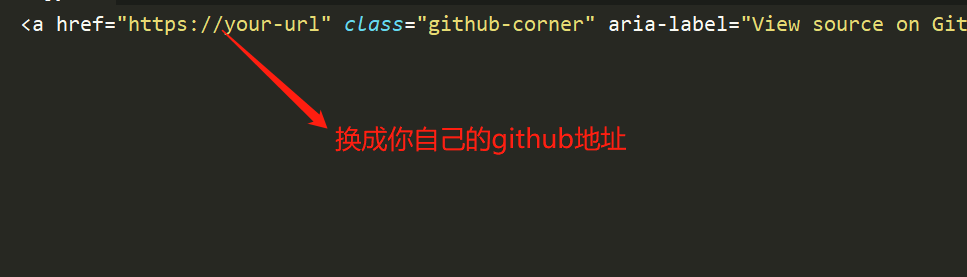 <a href="https://your-url" class="github-corner" aria-label="View source on Git
换成你自己的github地址